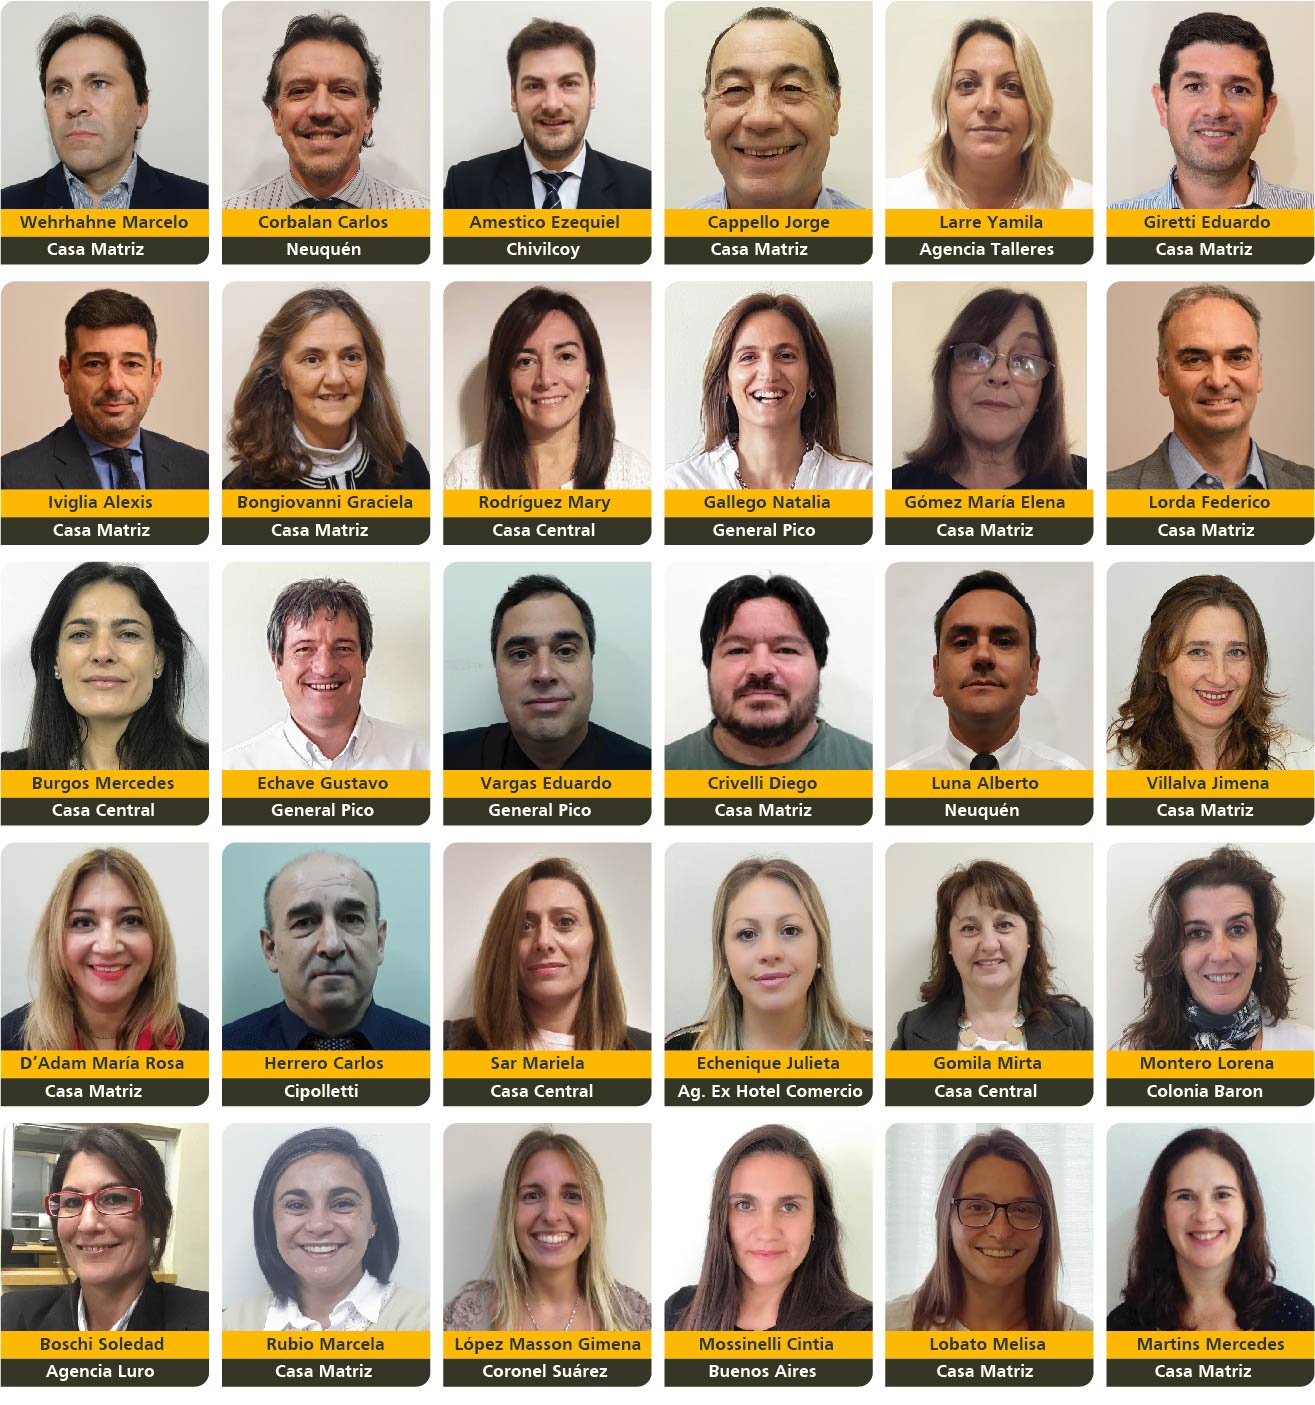 Wehrhahne Marcelo
Casa Matriz
Corbalan Carlos
Neuquén
Amestico Ezequiel
Chivilcoy
Cappello Jorge
Casa Matriz
Larre Yamila
Agencia Talleres
Giretti Eduardo
Casa Matriz
Iviglia Alexis
Casa Matriz
Bongiovanni Graciela
Casa Matriz
Rodríguez Mary
Casa Central
Gallego Natalia
General Pico
Gómez María Elena
Casa Matriz
Lorda Federico
Casa Matriz
Burgos Mercedes
Casa Central
Echave Gustavo
General Pico
Vargas Eduardo
General Pico
Crivelli Diego
Casa Matriz
Luna Alberto
Neuquén
Villalva Jimena
Casa Matriz
D’Adam María Rosa
Casa Matriz
Herrero Carlos
Cipolletti
Sar Mariela
Casa Central
Echenique Julieta
Ag. Ex Hotel Comercio
Gomila Mirta
Casa Central
Montero Lorena
Colonia Baron
Boschi Soledad
Agencia Luro
Rubio Marcela
Casa Matriz
López Masson Gimena
Coronel Suárez
Mossinelli Cintia
Buenos Aires
Lobato Melisa
Casa Matriz
Martins Mercedes
Casa Matriz